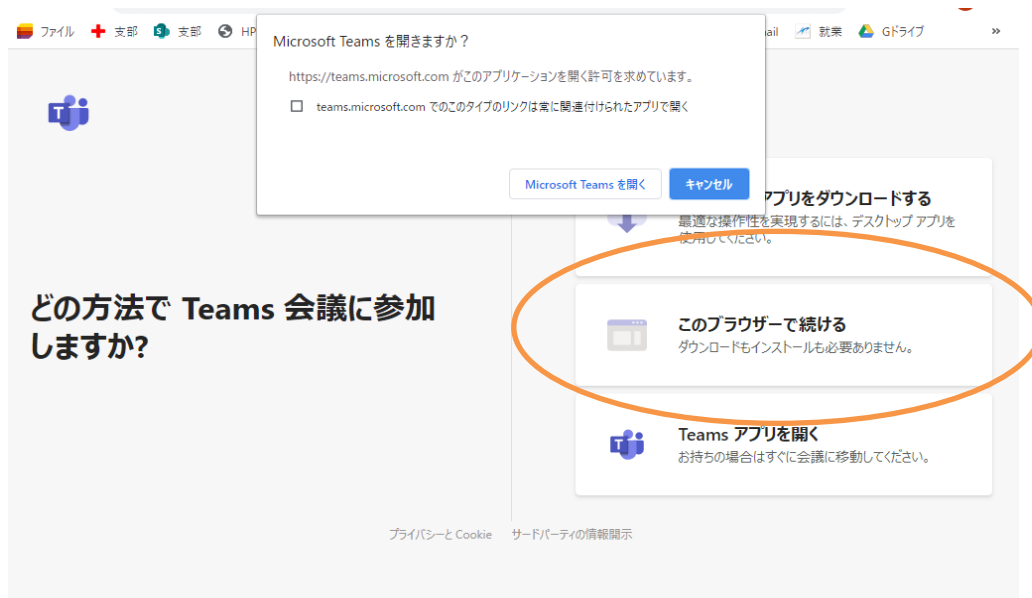 ファイル 支部 支部 HP
ail 就業 Gドライブ »
Microsoft Teams を開きますか？
https://teams.microsoft.com がこのアプリケーションを開く許可を求めています。
teams.microsoft.com でのこのタイプのリンクは常に関連付けられたアプリで開く
Microsoft Teams を開く キャンセル
アプリをダウンロードする
最適な操作性を実現するには、デスクトップ アプリを
使用してください。
どの方法で Teams 会議に参加
しますか?
このブラウザーで続ける
ダウンロードもインストールも必要ありません。
Teams アプリを開く
お持ちの場合はすぐに会議に移動してください。
プライバシーと Cookie サードパーティの情報開示